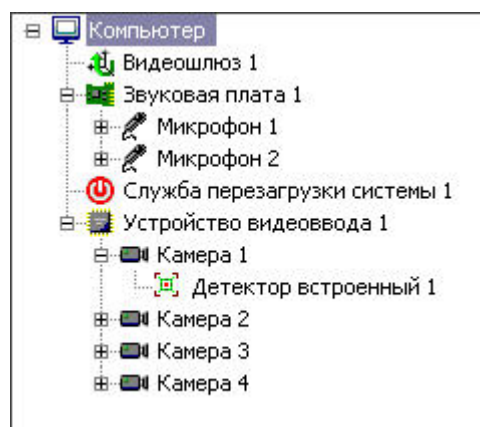 Компьютер
Видеошлюз 1
Звуковая плата 1
Микрофон 1
Микрофон 2
Служба перезагрузки системы 1
Устройство видеоввода 1
Камера 1
Детектор встроенный 1
Камера 2
Камера 3
Камера 4